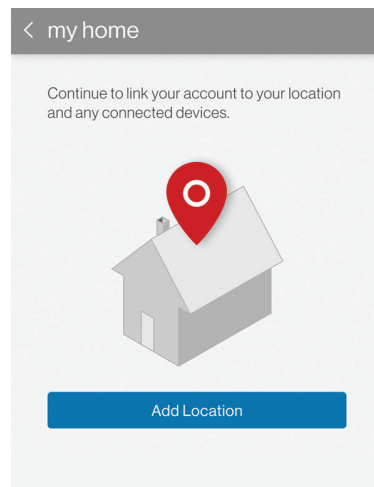 my home
Continue to link your account to your location
and any connected devices.
Add Location